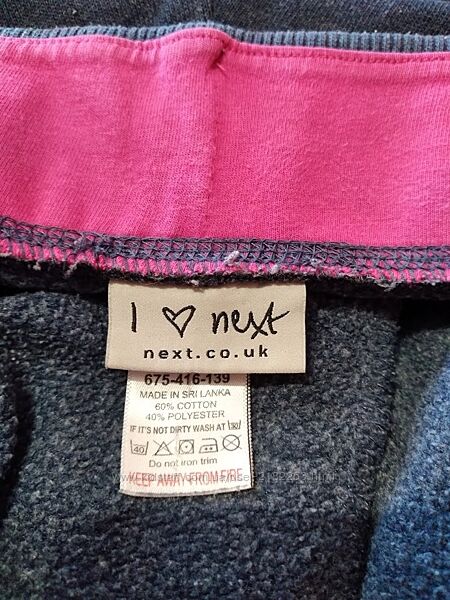 I ♡ next
next.co.uk
675-416-139
MADE IN SRI LANKA
60% COTTON
40% POLYESTER
IF IT'S NOT DIRTY WASH AT 30
40
Do not iron trim
KEEP AWAY FROM FIRE